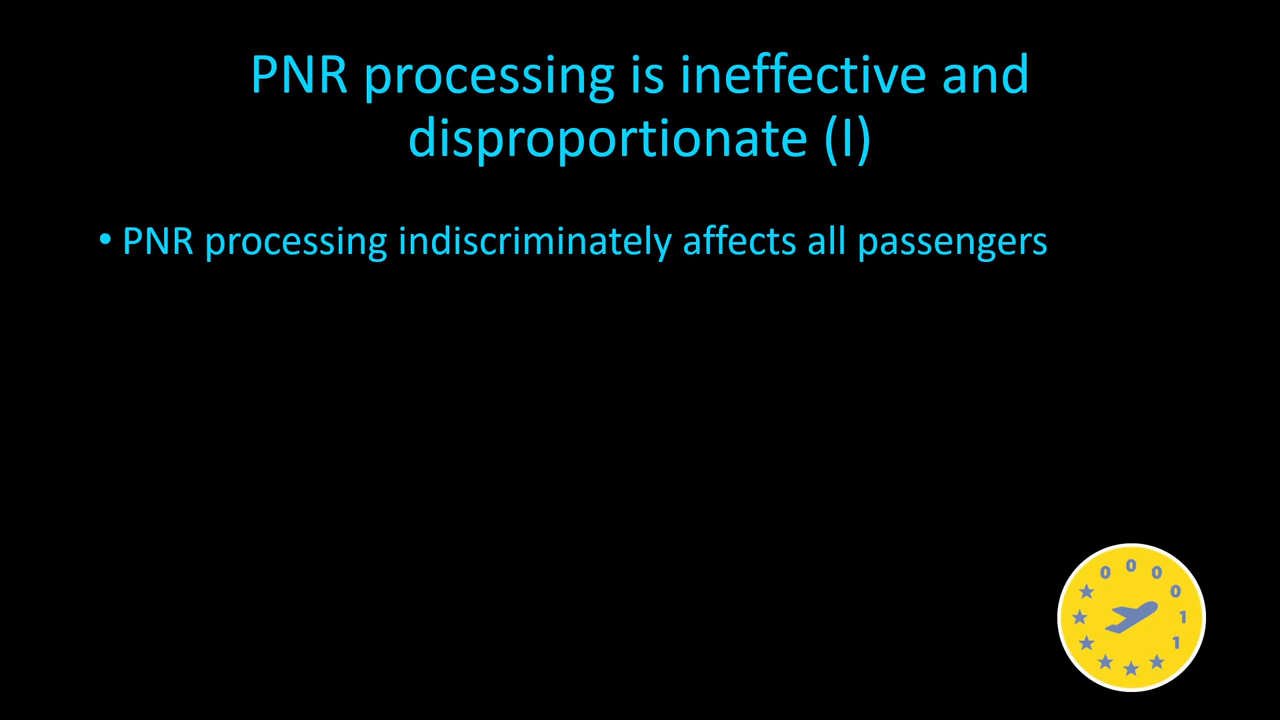 PNR processing is ineffective and
disproportionate (I)
• PNR processing indiscriminately affects all passengers
0 0 0 0 1 1